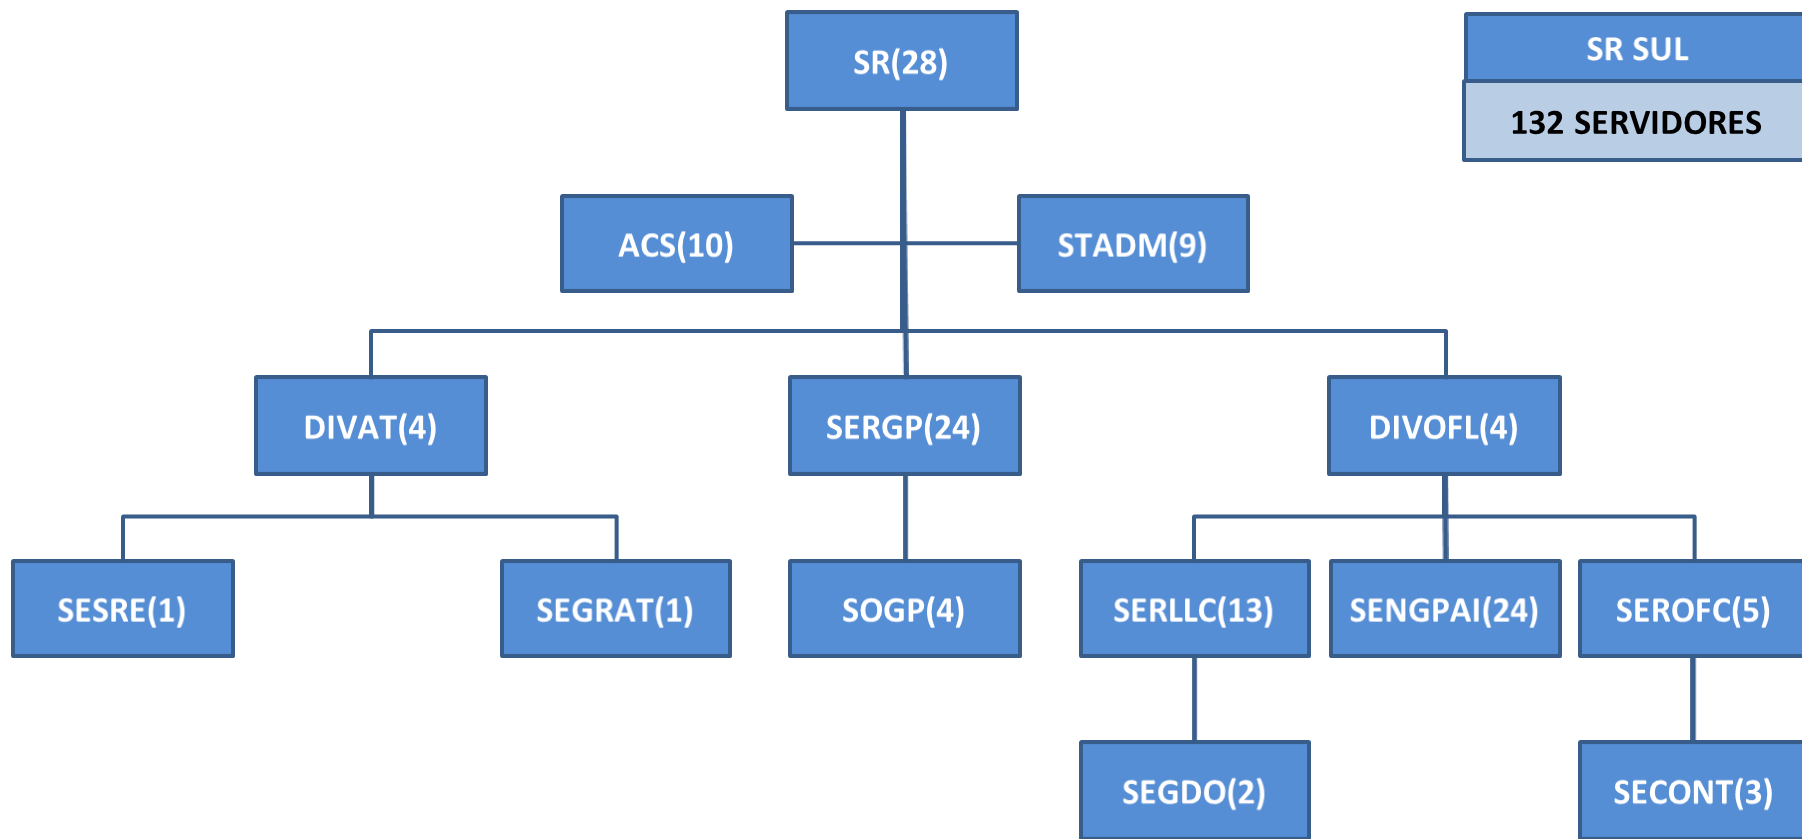 SR(28)
SR SUL
132 SERVIDORES
ACS(10)
STADM(9)
DIVAT(4)
SERGP(24)
DIVOFL(4)
SESRE(1)
SEGRAT(1)
SOGP(4)
SERLLC(13)
SENGPAI(24)
SEROFC(5)
SEGDO(2)
SECONT(3)